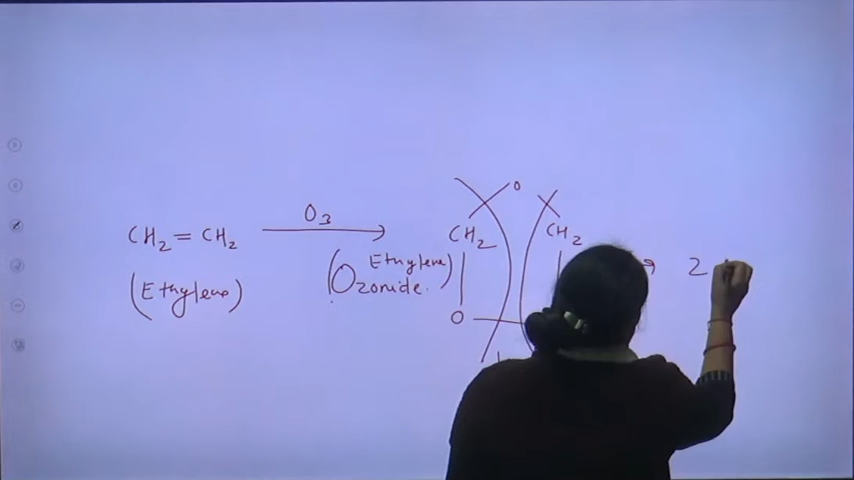 O₃
CH₂ = CH₂
(Ethylene)
(Ethylene
Ozonide.)
O
CH₂ CH₂
O
2